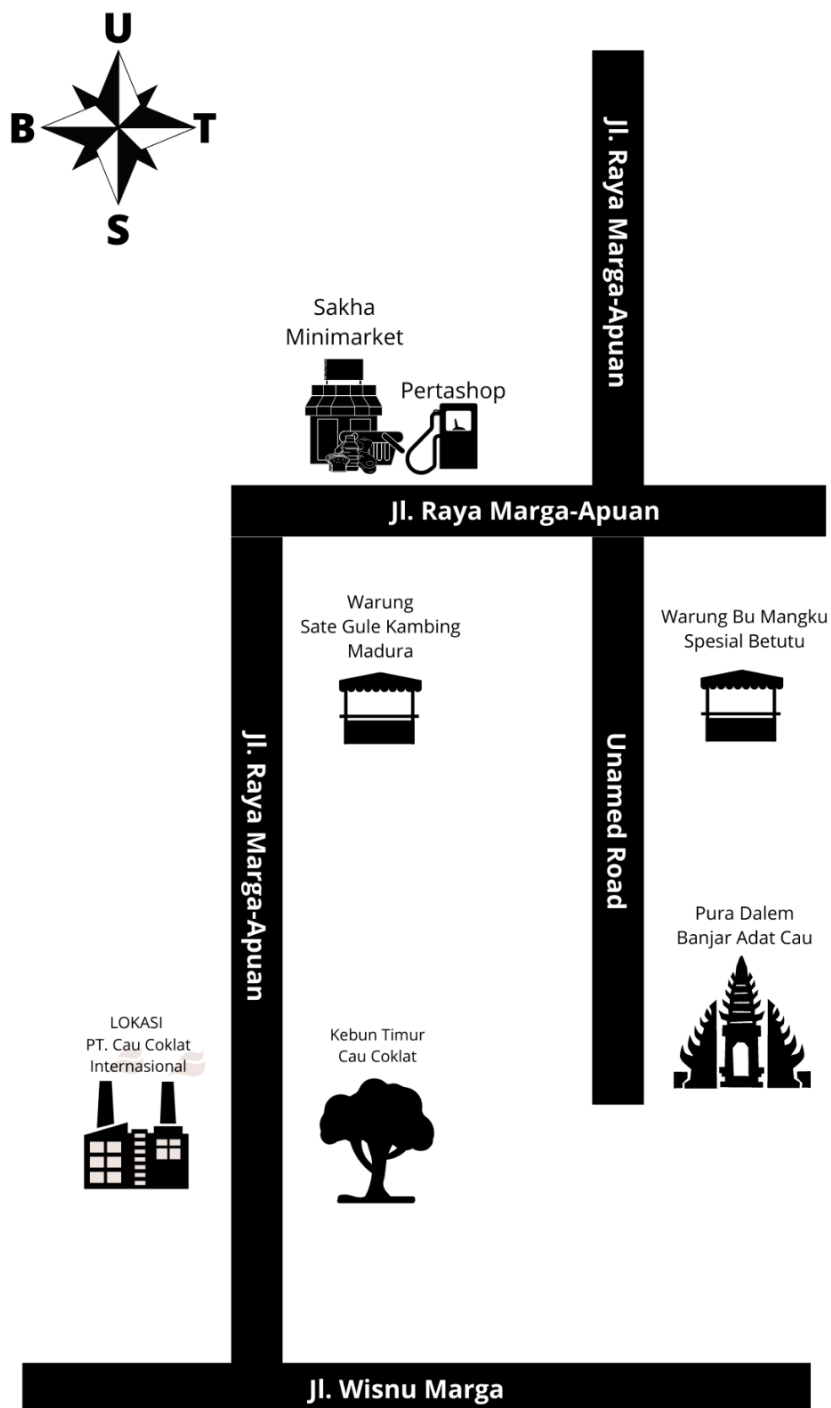 U
B
T
S
Jl. Raya Marga-Apuan
Sakha
Minimarket
Pertashop
Jl. Raya Marga-Apuan
Warung
Sate Gule Kambing
Madura
Warung Bu Mangku
Spesial Betutu
Jl. Raya Marga-Apuan
Unamed Road
Pura Dalem
Banjar Adat Cau
LOKASI
PT. Cau Coklat
Internasional
Kebun Timur
Cau Coklat
Jl. Wisnu Marga